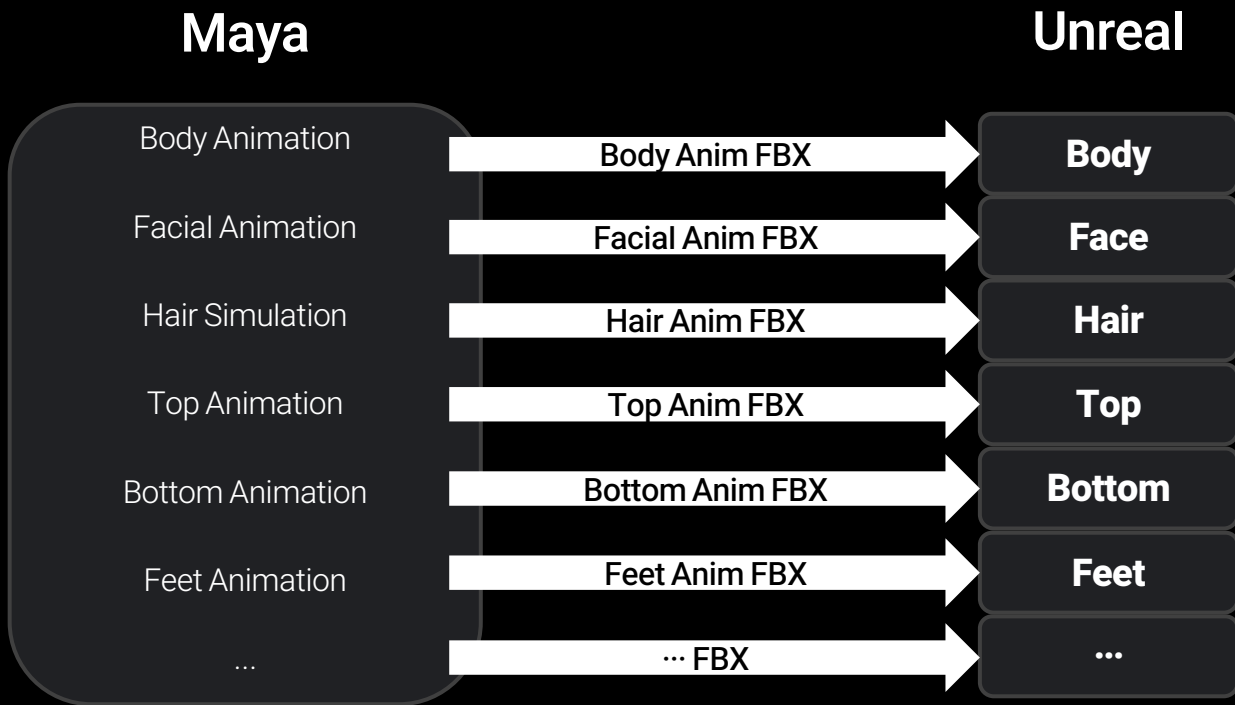 Maya
Unreal
Body Animation
Body Anim FBX
Body
Facial Animation
Facial Anim FBX
Face
Hair Simulation
Hair Anim FBX
Hair
Top Animation
Top Anim FBX
Top
Bottom Animation
Bottom Anim FBX
Bottom
Feet Animation
Feet Anim FBX
Feet
...
… FBX
…